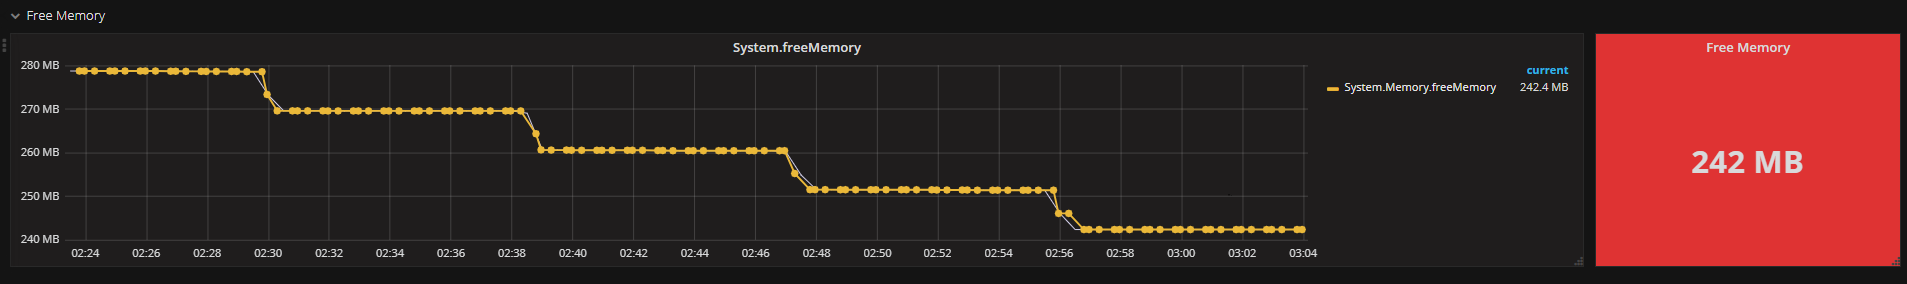 Free Memory
System.freeMemory
280 MB
270 MB
260 MB
250 MB
240 MB
02:24 02:26 02:28 02:30 02:32 02:34 02:36 02:38 02:40 02:42 02:44 02:46 02:48 02:50 02:52 02:54 02:56 02:58 03:00 03:02 03:04
current
System.Memory.freeMemory 242.4 MB
Free Memory
242 MB